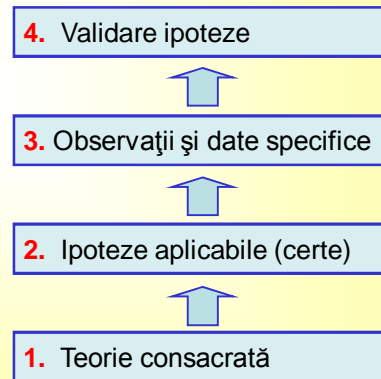 4. Validare ipoteze
3. Observaţii şi date specifice
2. Ipoteze aplicabile (certe)
1. Teorie consacrată